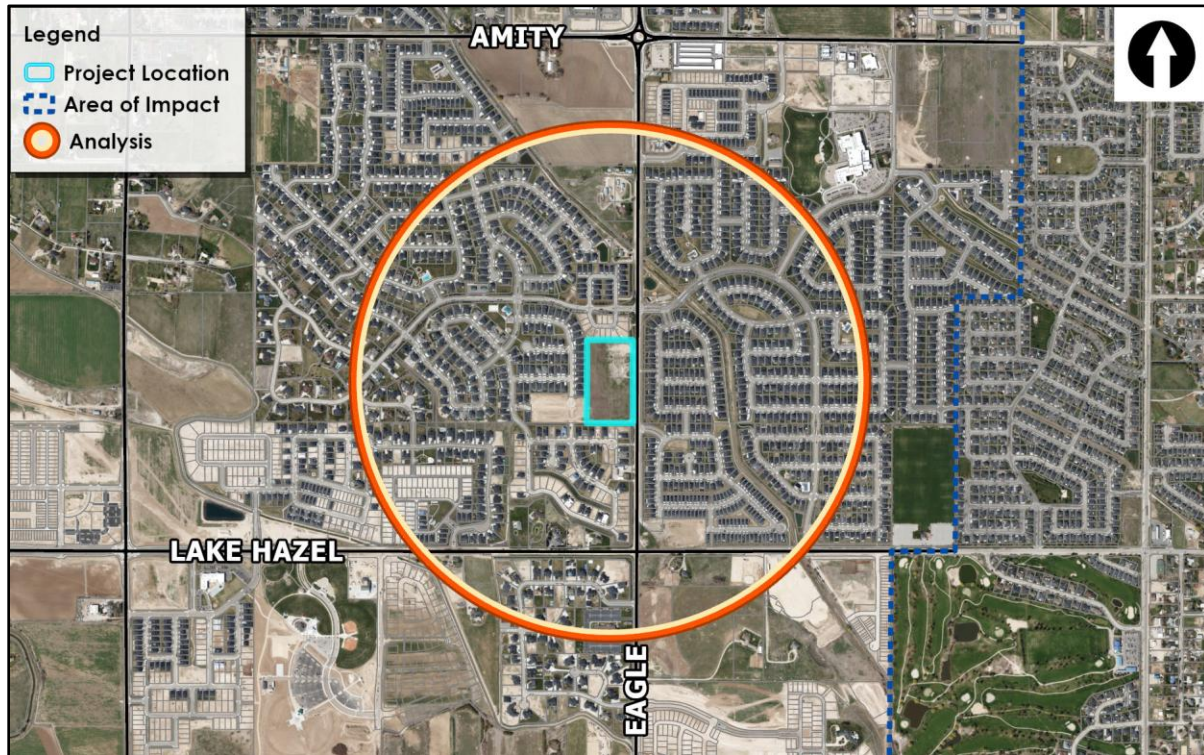 Legend
Project Location
Area of Impact
Analysis
AMITY
LAKE HAZEL
EAGLE